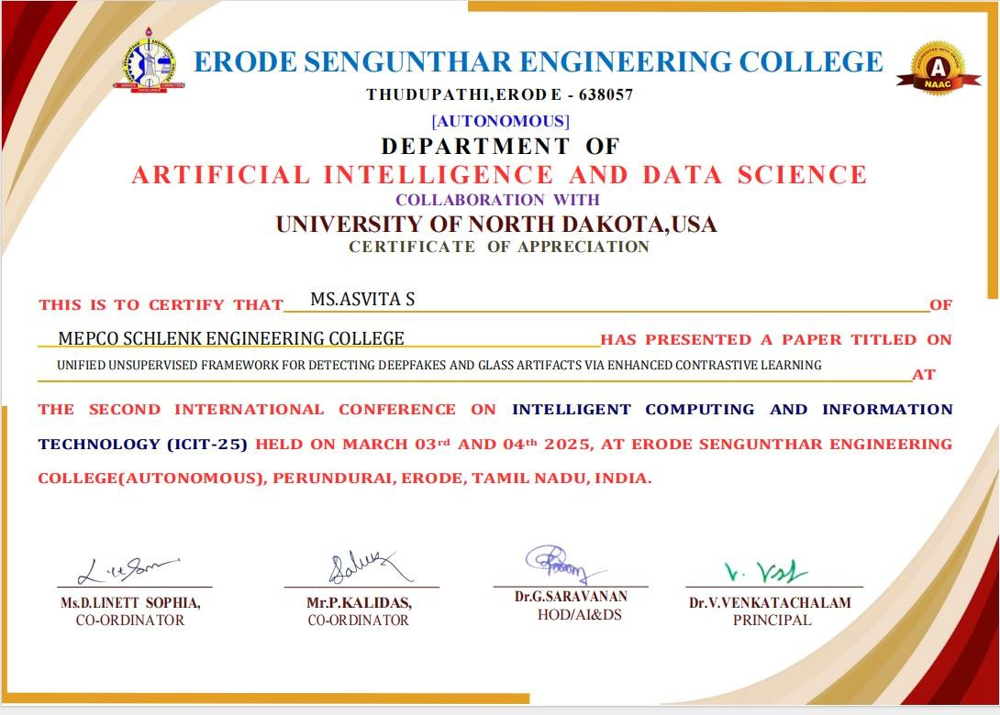 ERODE SENGUNTHAR ENGINEERING COLLEGE
THUDUPATHI,ERODE - 638057
[AUTONOMOUS]
DEPARTMENT OF
ARTIFICIAL INTELLIGENCE AND DATA SCIENCE
COLLABORATION WITH
UNIVERSITY OF NORTH DAKOTA,USA
CERTIFICATE OF APPRECIATION
A
NAAC
THIS IS TO CERTIFY THAT MS.ASVITA S OF
MEPCO SCHLENK ENGINEERING COLLEGE HAS PRESENTED A PAPER TITLED ON
UNIFIED UNSUPERVISED FRAMEWORK FOR DETECTING DEEPFAKES AND GLASS ARTIFACTS VIA ENHANCED CONTRASTIVE LEARNING AT
THE SECOND INTERNATIONAL CONFERENCE ON INTELLIGENT COMPUTING AND INFORMATION
TECHNOLOGY (ICIT-25) HELD ON MARCH 03rd AND 04th 2025, AT ERODE SENGUNTHAR ENGINEERING
COLLEGE(AUTONOMOUS), PERUNDURAI, ERODE, TAMIL NADU, INDIA.
Ms.D.LINETT SOPHIA,
CO-ORDINATOR
Mr.P.KALIDAS,
CO-ORDINATOR
Dr.G.SARAVANAN
HOD/AI&DS
Dr.V.VENKATACHALAM
PRINCIPAL